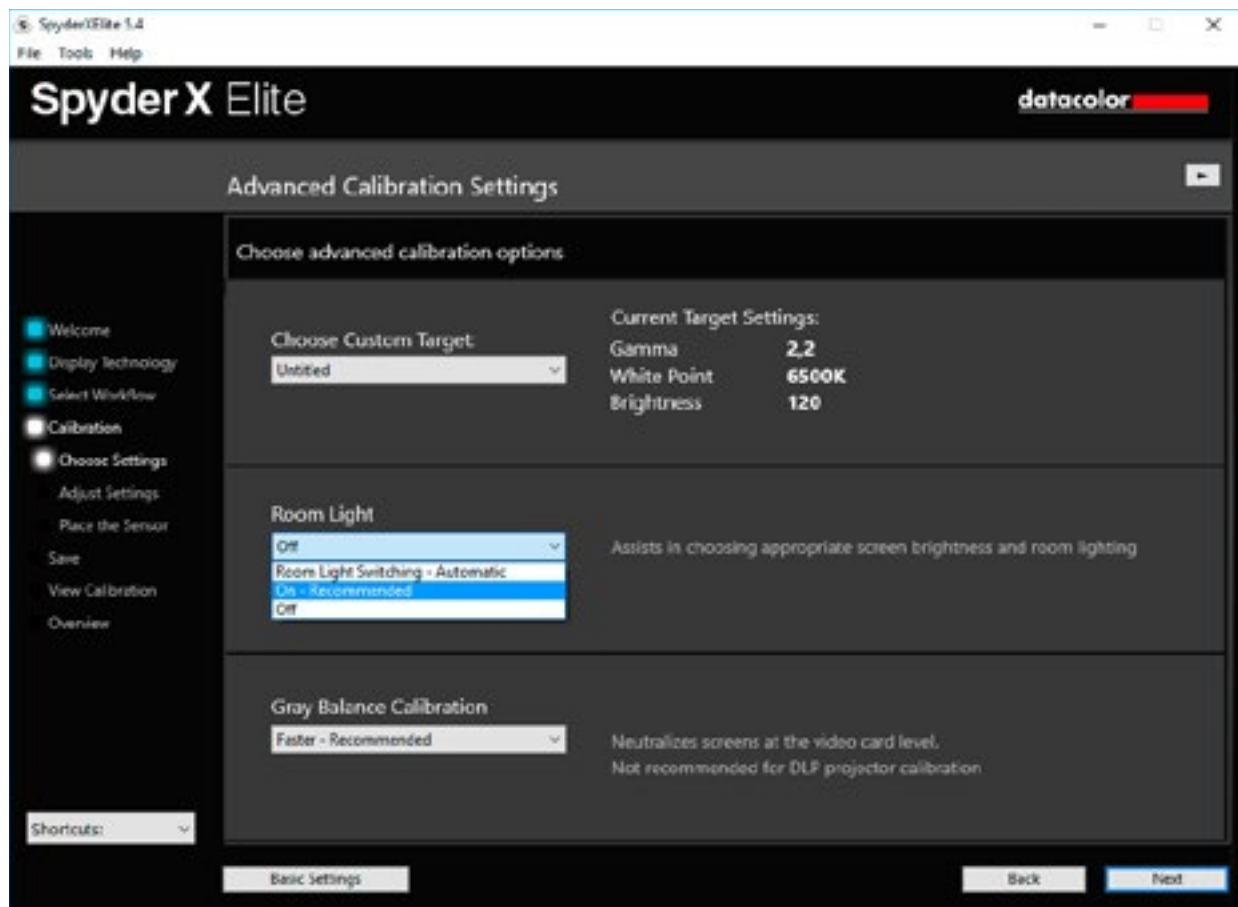 SpyderXElite 5.4
File Tools Help
Spyder X Elite
datacolor
Advanced Calibration Settings
Choose advanced calibration options
Welcome
Display Technology
Select Workflow
Calibration
Choose Settings
Adjust Settings
Place the Sensor
Save
View Calibration
Overview
Shortcuts:
Choose Custom Target:
Untitled
Current Target Settings:
Gamma 2,2
White Point 6500K
Brightness 120
Room Light
Off
Room Light Switching - Automatic
On - Recommended
Off
Assists in choosing appropriate screen brightness and room lighting
Gray Balance Calibration
Faster - Recommended
Neutralizes screens at the video card level.
Not recommended for DLP projector calibration
Basic Settings
Back
Next